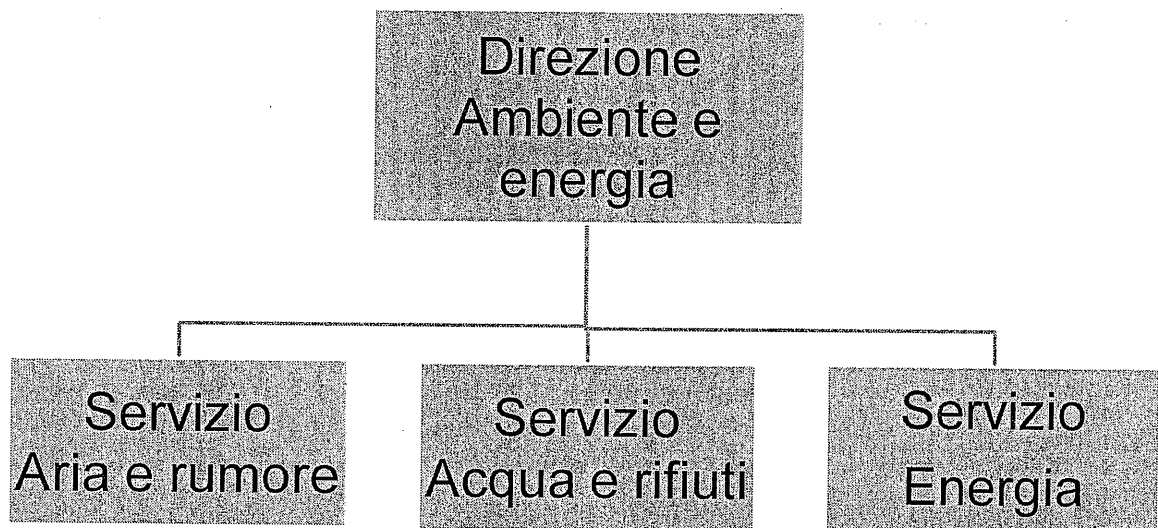 Direzione
Ambiente e
energia
Servizio
Aria e rumore
Servizio
Acqua e rifiuti
Servizio
Energia